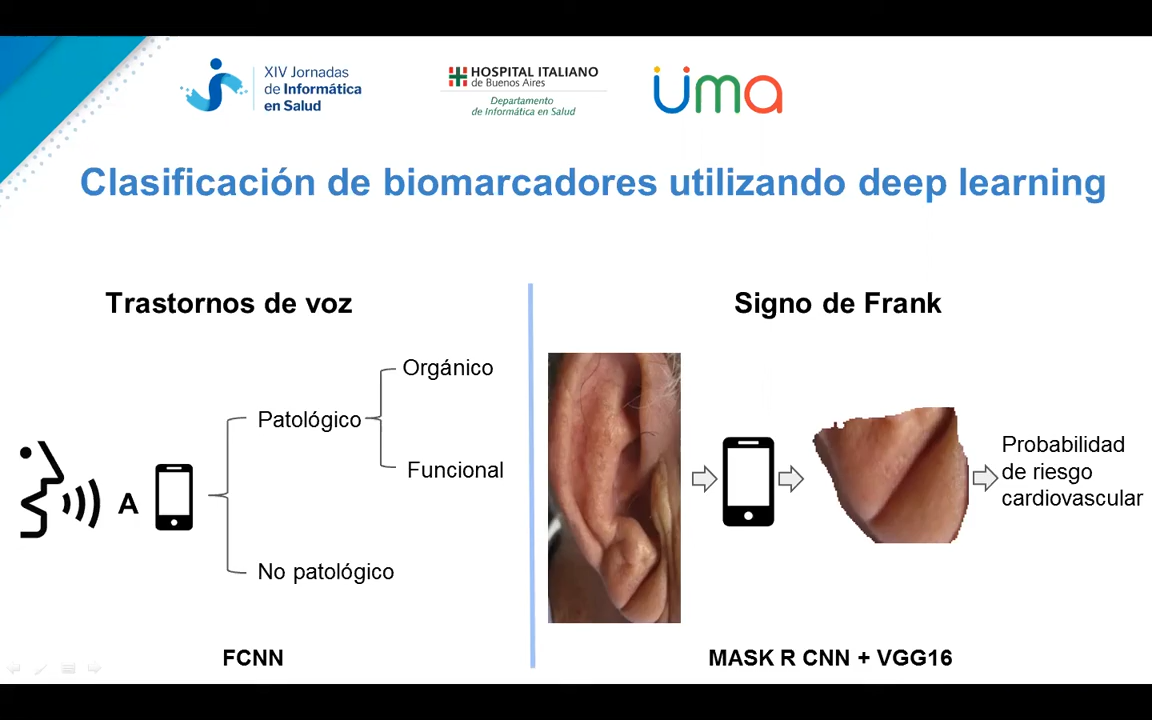 XIV Jornadas
de Informática
en Salud
HOSPITAL ITALIANO
de Buenos Aires
Departamento
de Informática en Salud
üma
Clasificación de biomarcadores utilizando deep learning
Trastornos de voz
Orgánico
Patológico
Funcional
A
No patológico
FCNN
Signo de Frank
Probabilidad
de riesgo
cardiovascular
MASK R CNN + VGG16